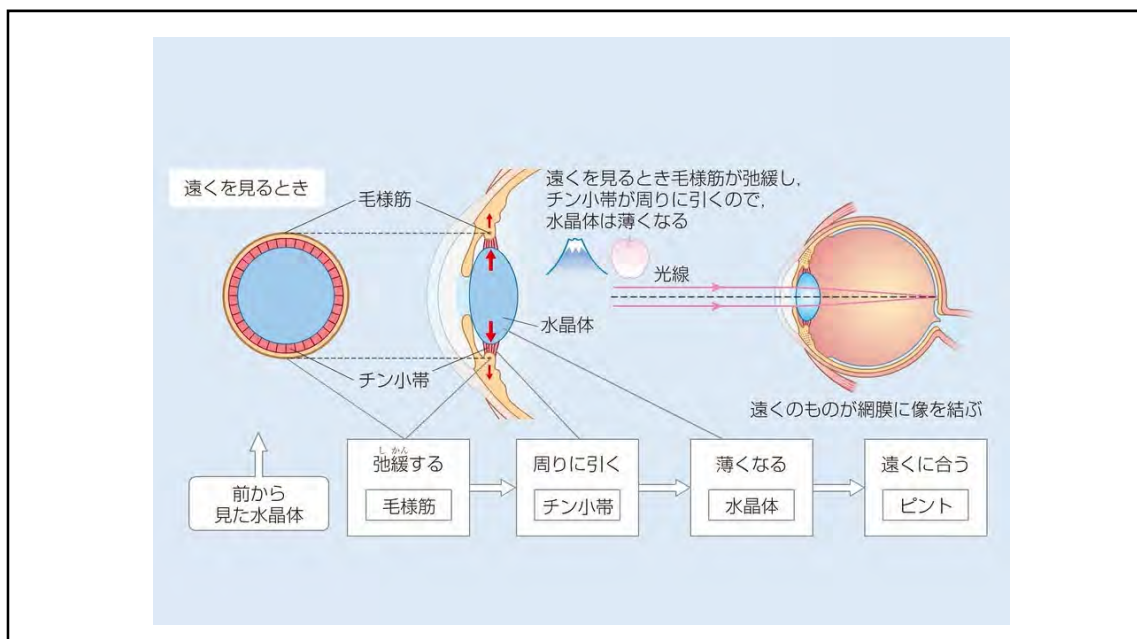 遠くを見るとき
毛様筋
遠くを見るとき毛様筋が弛緩し,
チン小帯が周りに引くので,
水晶体は薄くなる
光線
水晶体
チン小帯
遠くのものが網膜に像を結ぶ
前から
見た水晶体
しかん
弛緩する
毛様筋
周りに引く
チン小帯
薄くなる
水晶体
遠くに合う
ピント